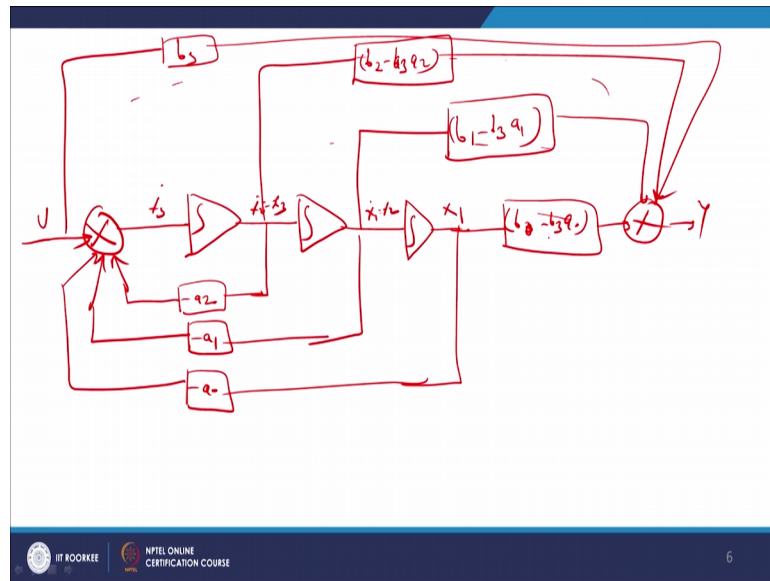 b3
(b2-b3a2)
(b1-b3a1)
U
ẋ3
ẋ2=x3
ẋ1=x2
x1
(b0-b3a0)
Y
-a2
-a1
-a0
IIT ROORKEE
NPTEL ONLINE
CERTIFICATION COURSE
6